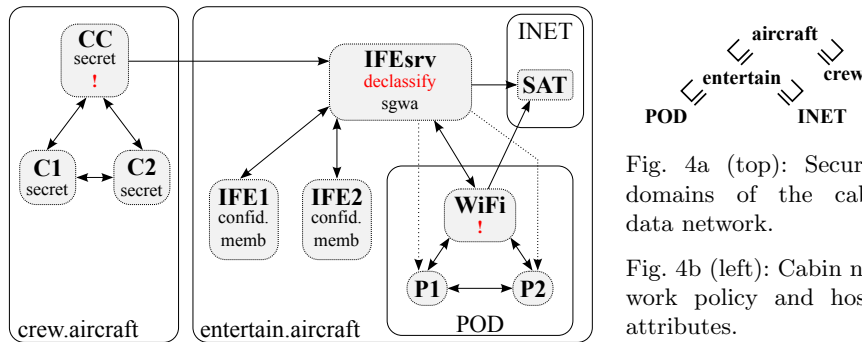 CC
secret
!
C1
secret
C2
secret
crew.aircraft
IFEsrv
declassify
sgwa
INET
SAT
IFE1
confid.
memb
IFE2
confid.
memb
WiFi
!
P1
P2
POD
entertain.aircraft
aircraft
entertain
crew
POD
INET
Fig. 4a (top): Secur
domains of the cab
data network.
Fig. 4b (left): Cabin n
work policy and hos
attributes.